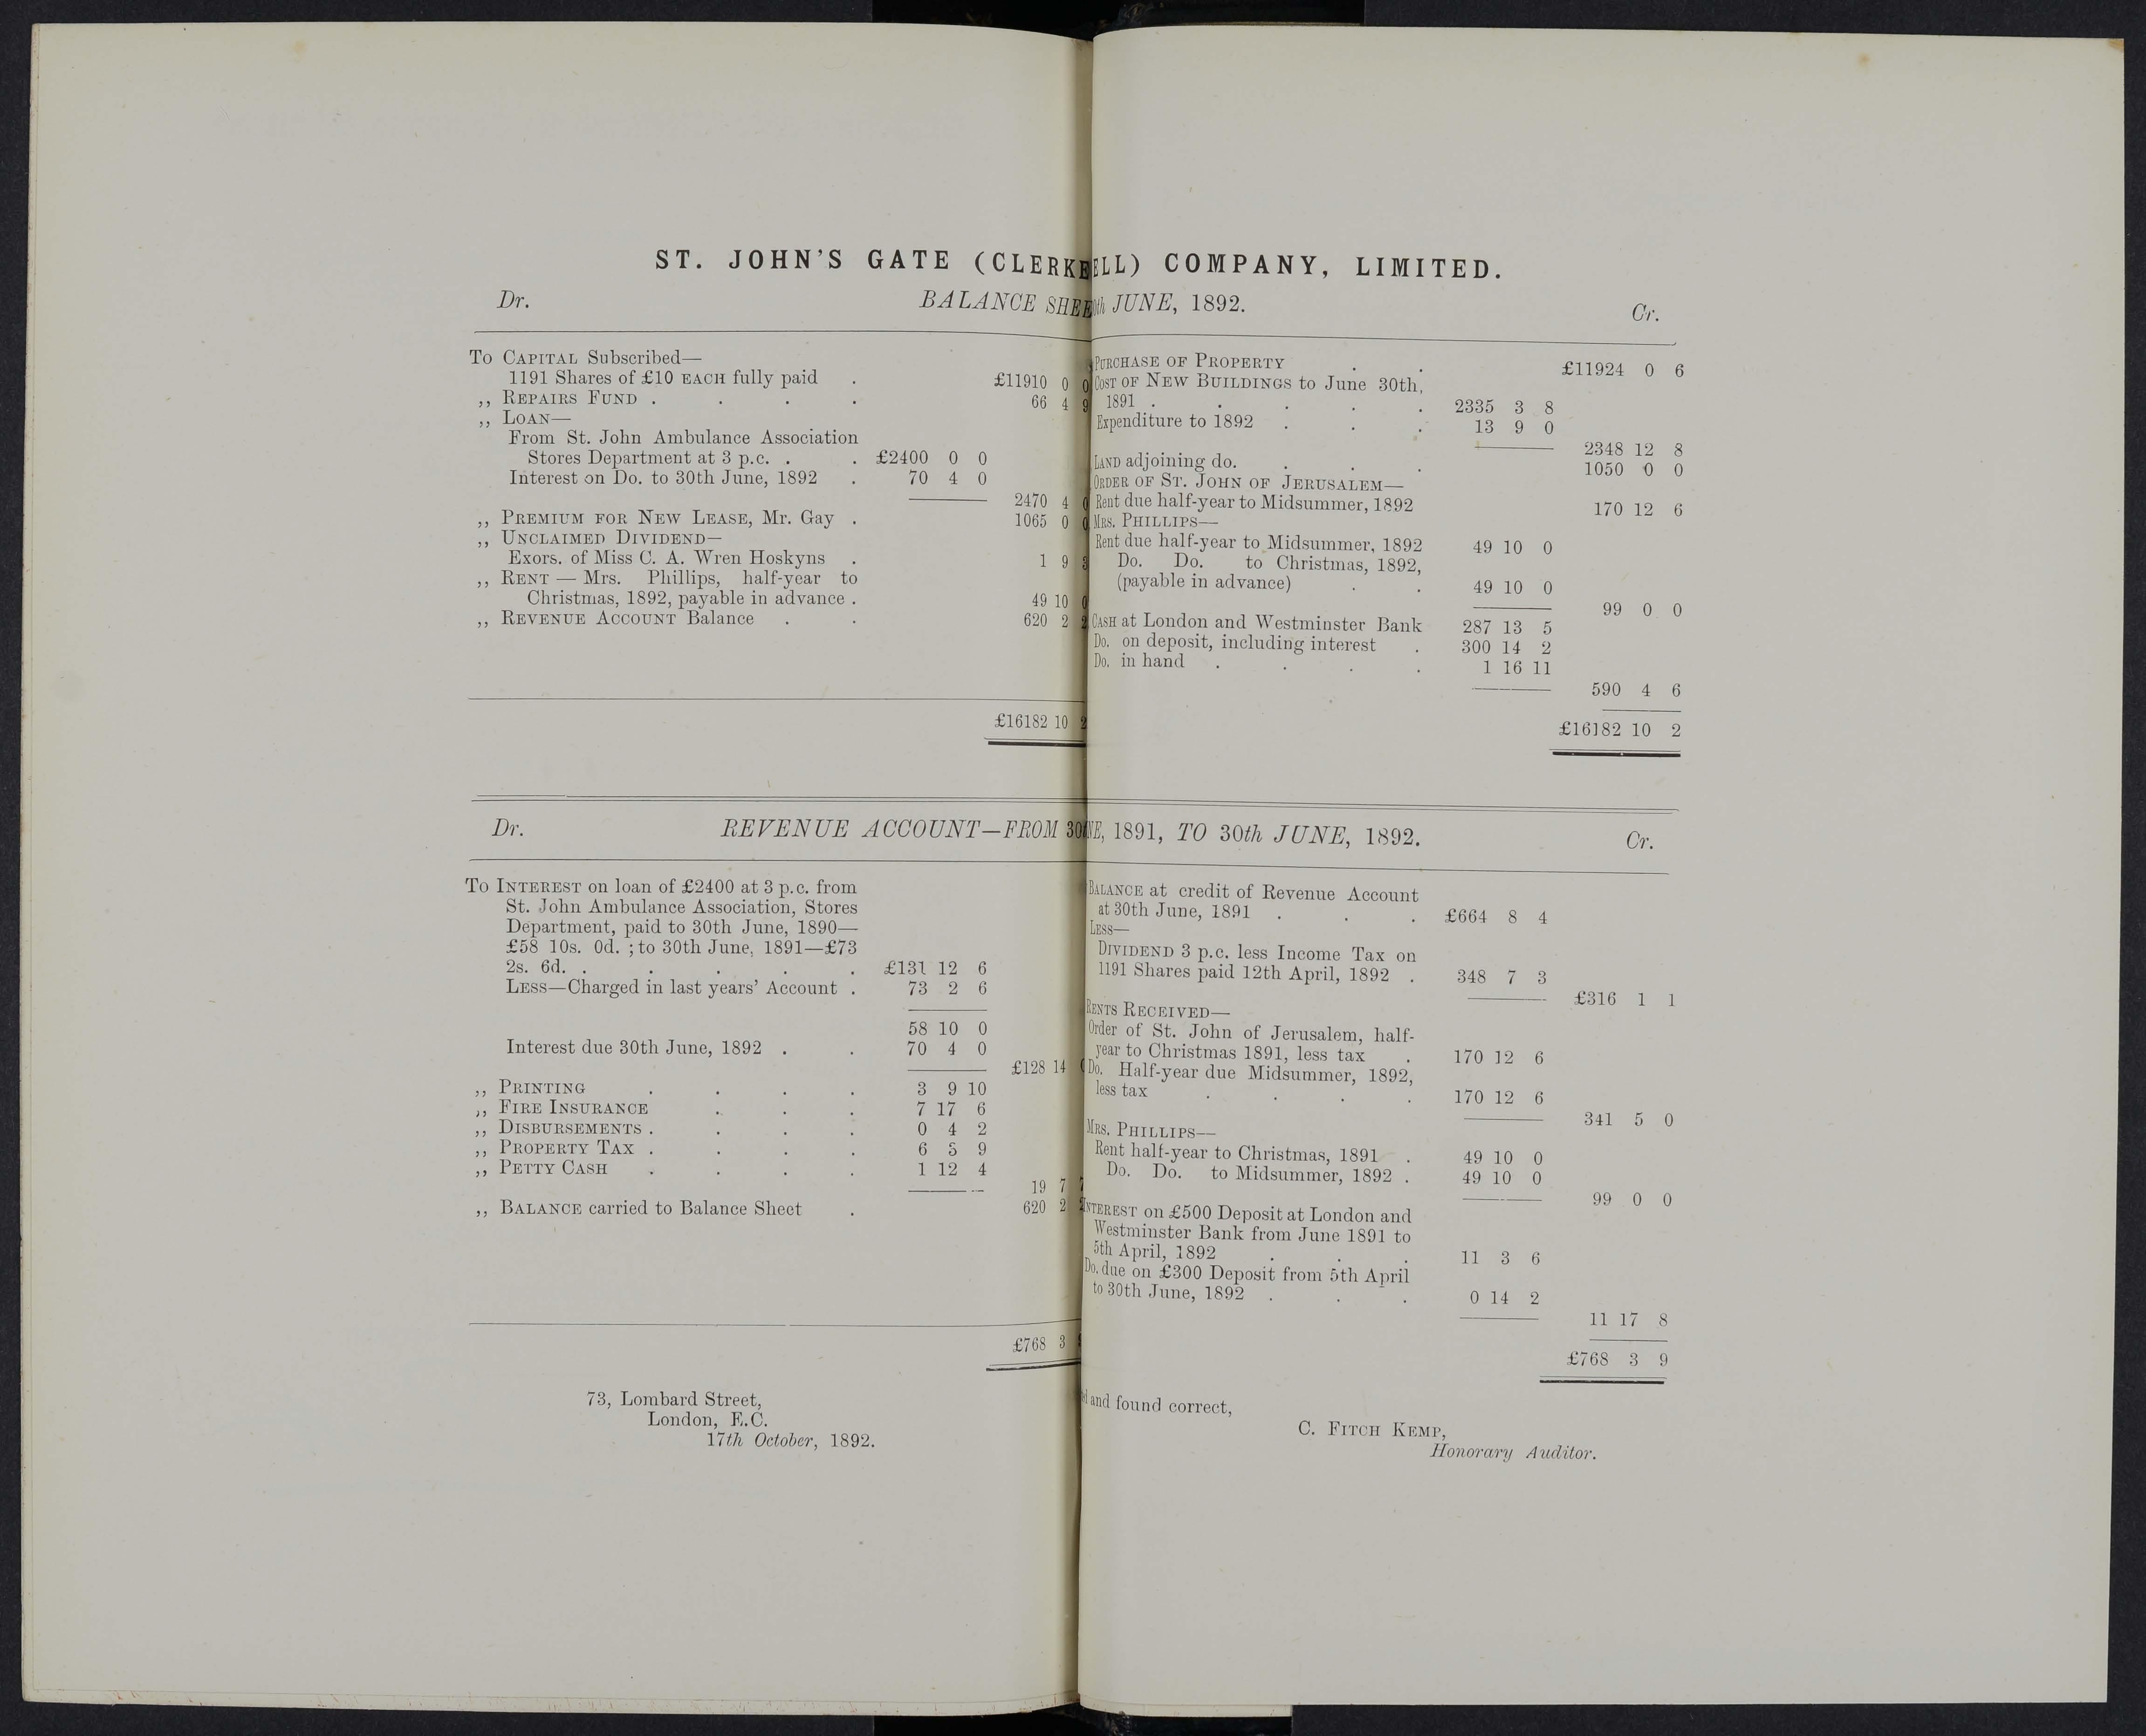 ST. JOHN'S GATE (CLERKE
Dr. BALANCE SHEE
To CAPITAL Subscribed—
1191 Shares of £10 EACH fully paid . £11910 0 0
,, REPAIRS FUND . . . . 66 4 9
,, LOAN—
From St. John Ambulance Association
Stores Department at 3 p.c. . . £2400 0 0
Interest on Do. to 30th June, 1892 . 70 4 0
2470 4 0
,, PREMIUM FOR NEW LEASE, Mr. Gay . 1065 0 0
,, UNCLAIMED DIVIDEND—
Exors. of Miss C. A. Wren Hoskyns . 1 9 3
,, RENT — Mrs. Phillips, half-year to
Christmas, 1892, payable in advance . 49 10 0
,, REVENUE ACCOUNT Balance . . 620 2 2
£16182 10 2
Dr. REVENUE ACCOUNT—FROM 30
To INTEREST on loan of £2400 at 3 p.c. from
St. John Ambulance Association, Stores
Department, paid to 30th June, 1890—
£58 10s. 0d. ; to 30th June, 1891—£73
2s. 6d. . . . . . £131 12 6
LESS—Charged in last years' Account . 73 2 6
58 10 0
Interest due 30th June, 1892 . . 70 4 0
£128 14
,, PRINTING . . . . 3 9 10
,, FIRE INSURANCE . . . 7 17 6
,, DISBURSEMENTS . . . . 0 4 2
,, PROPERTY TAX . . . . 6 3 9
,, PETTY CASH . . . . 1 12 4
19 7 7
,, BALANCE carried to Balance Sheet . 620 2
£768 3
73, Lombard Street,
London, E.C.
17th October, 1892.
ELL) COMPANY, LIMITED.
0th JUNE, 1892. Cr.
PURCHASE OF PROPERTY . . £11924 0 6
COST OF NEW BUILDINGS to June 30th,
1891 . . . . . 2335 3 8
Expenditure to 1892 . . . 13 9 0
2348 12 8
LAND adjoining do. . . . 1050 0 0
ORDER OF ST. JOHN OF JERUSALEM—
Rent due half-year to Midsummer, 1892 170 12 6
MRS. PHILLIPS—
Rent due half-year to Midsummer, 1892 49 10 0
Do. Do. to Christmas, 1892,
(payable in advance) . . 49 10 0
99 0 0
CASH at London and Westminster Bank 287 13 5
Do. on deposit, including interest . 300 14 2
Do. in hand . . . . 1 16 11
590 4 6
£16182 10 2
NE, 1891, TO 30th JUNE, 1892. Cr.
BALANCE at credit of Revenue Account
at 30th June, 1891 . . . £664 8 4
LESS—
DIVIDEND 3 p.c. less Income Tax on
1191 Shares paid 12th April, 1892 . 348 7 3
£316 1 1
RENTS RECEIVED—
Order of St. John of Jerusalem, half-
year to Christmas 1891, less tax . 170 12 6
Do. Half-year due Midsummer, 1892,
less tax . . . . 170 12 6
341 5 0
MRS. PHILLIPS—
Rent half-year to Christmas, 1891 . 49 10 0
Do. Do. to Midsummer, 1892 . 49 10 0
99 0 0
INTEREST on £500 Deposit at London and
Westminster Bank from June 1891 to
5th April, 1892 . . . 11 3 6
Do. due on £300 Deposit from 5th April
to 30th June, 1892 . . . 0 14 2
11 17 8
£768 3 9
and found correct,
C. FITCH KEMP,
Honorary Auditor.